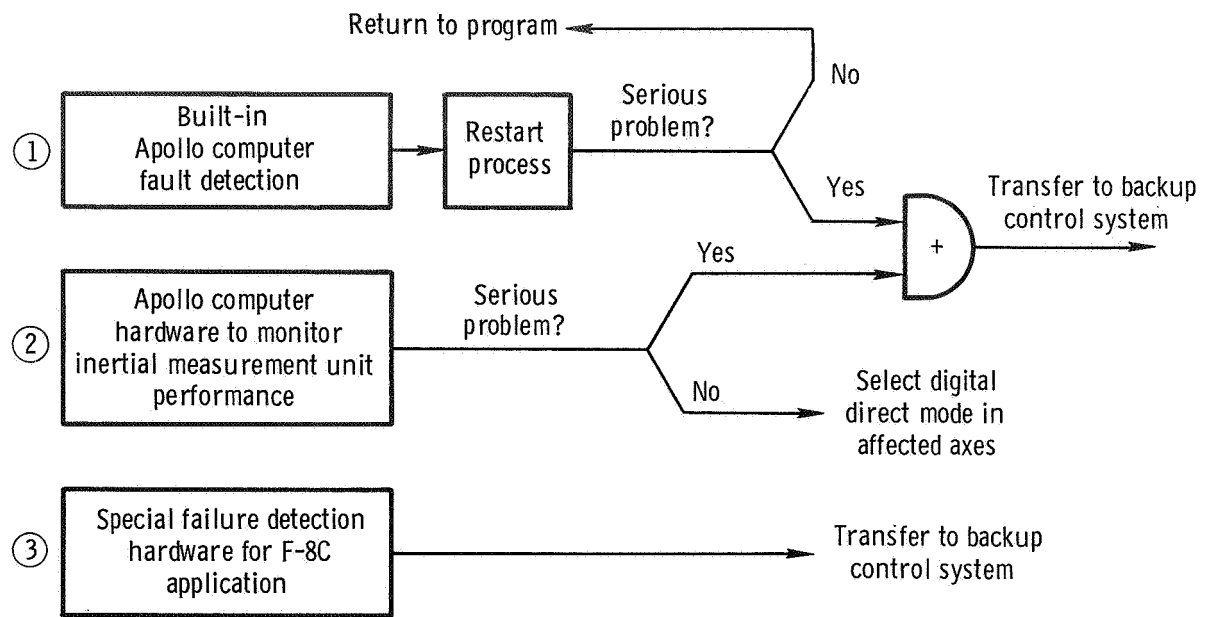 Return to program
No
1
Built-in
Apollo computer
fault detection
Restart
process
Serious
problem?
Yes
Transfer to backup
control system
+
2
Apollo computer
hardware to monitor
inertial measurement unit
performance
Serious
problem?
Yes
No
Select digital
direct mode in
affected axes
3
Special failure detection
hardware for F-8C
application
Transfer to backup
control system